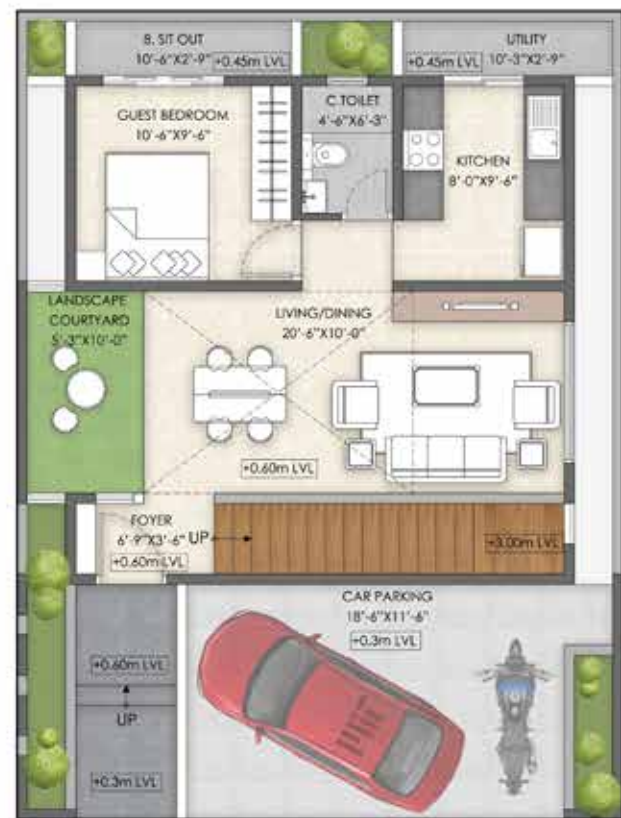 B. SIT OUT
10'-6"X2'-9"
+0.45m LVL
UTILITY
10'-3"X2'-9"
+0.45m LVL
GUEST BEDROOM
10'-6"X9'-6"
C.TOILET
4'-6"X6'-3"
KITCHEN
8'-0"X9'-6"
LANDSCAPE
COURTYARD
5'-3"X10'-0"
LIVING/DINING
20'-6"X10'-0"
+0.60m LVL
FOYER
6'-9"X3'-6"
UP
+0.60m LVL
+3.00m LVL
CAR PARKING
18'-6"X11'-6"
+0.3m LVL
+0.60m LVL
UP
+0.3m LVL